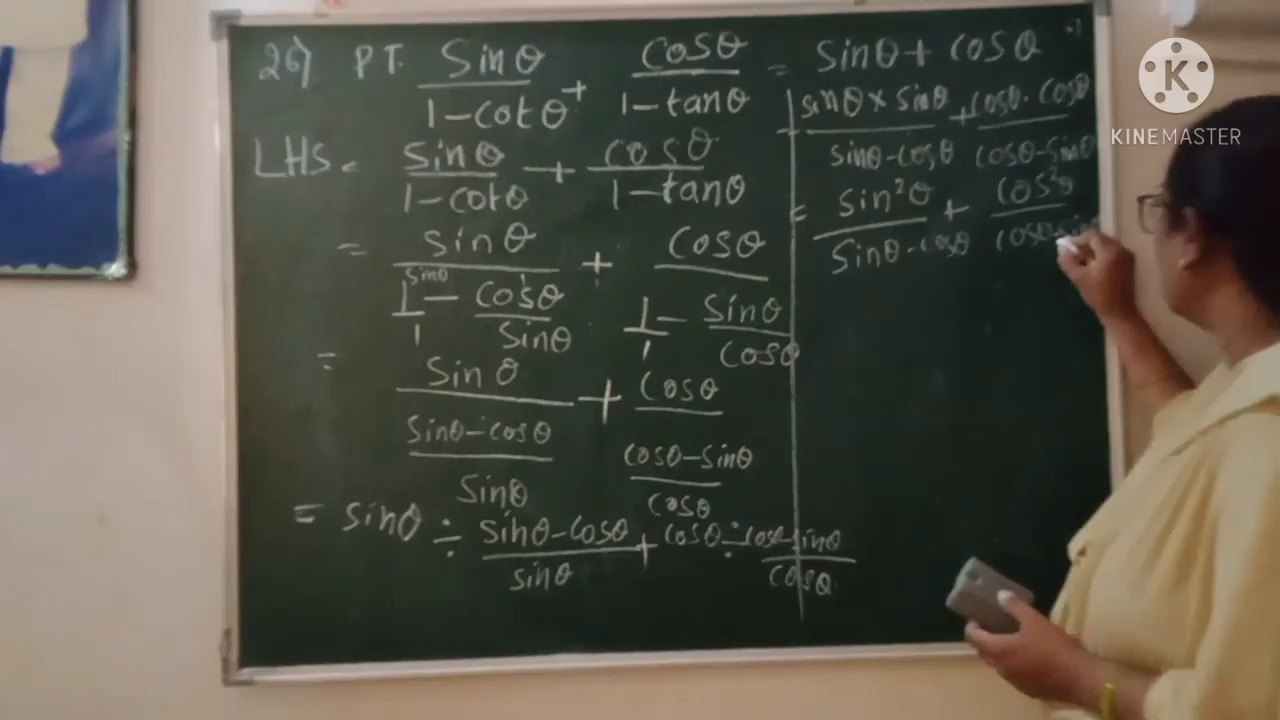 26) P.T. sinθ/(1-cotθ) + cosθ/(1-tanθ) = sinθ + cosθ
LHS = sinθ/(1-cotθ) + cosθ/(1-tanθ)
= sinθ/(1/1 - cosθ/sinθ) + cosθ/(1/1 - sinθ/cosθ)
= sinθ/((sinθ-cosθ)/sinθ) + cosθ/((cosθ-sinθ)/cosθ)
= sinθ ÷ (sinθ-cosθ)/sinθ + cosθ ÷ (cosθ-sinθ)/cosθ
= (sinθ × sinθ)/(sinθ-cosθ) + (cosθ · cosθ)/(cosθ-sinθ)
= sin²θ/(sinθ-cosθ) + cos²θ/(cosθ-sin
K
KINEMASTER